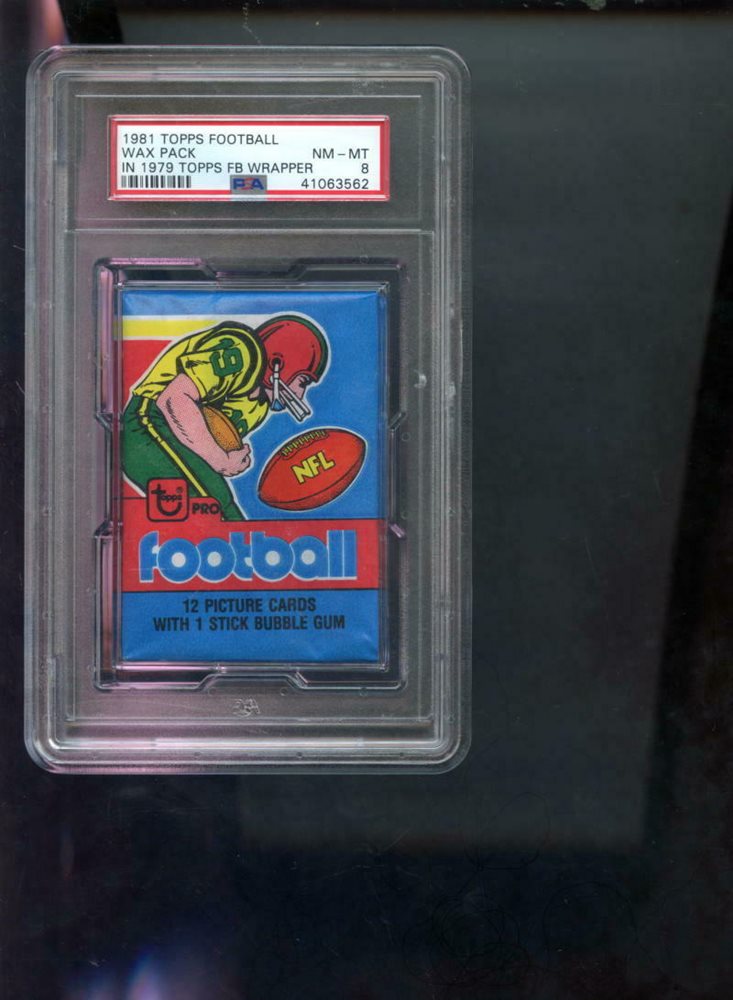 1981 TOPPS FOOTBALL
WAX PACK NM - MT
IN 1979 TOPPS FB WRAPPER 8
PSA 41063562
NFL
topps PRO
football
12 PICTURE CARDS
WITH 1 STICK BUBBLE GUM
PSA